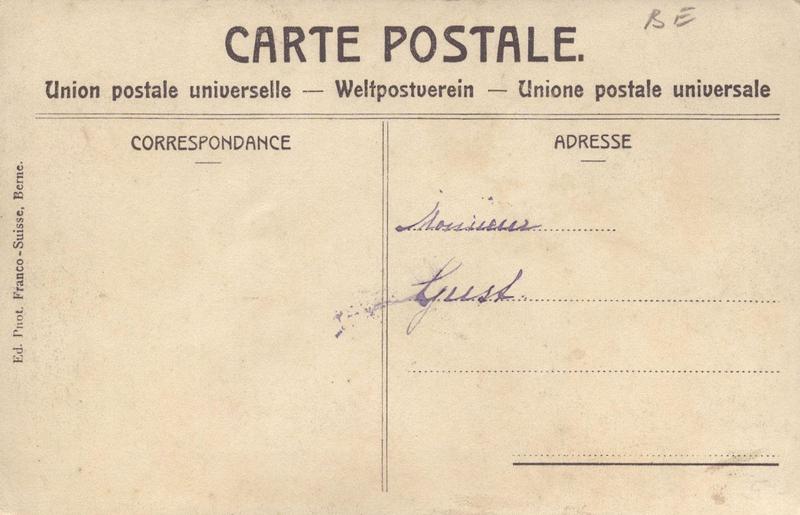 BE
CARTE POSTALE.
Union postale universelle — Weltpostverein — Unione postale universale
CORRESPONDANCE
ADRESSE
Monsieur
Ed. Phot. Franco-Suisse, Berne.